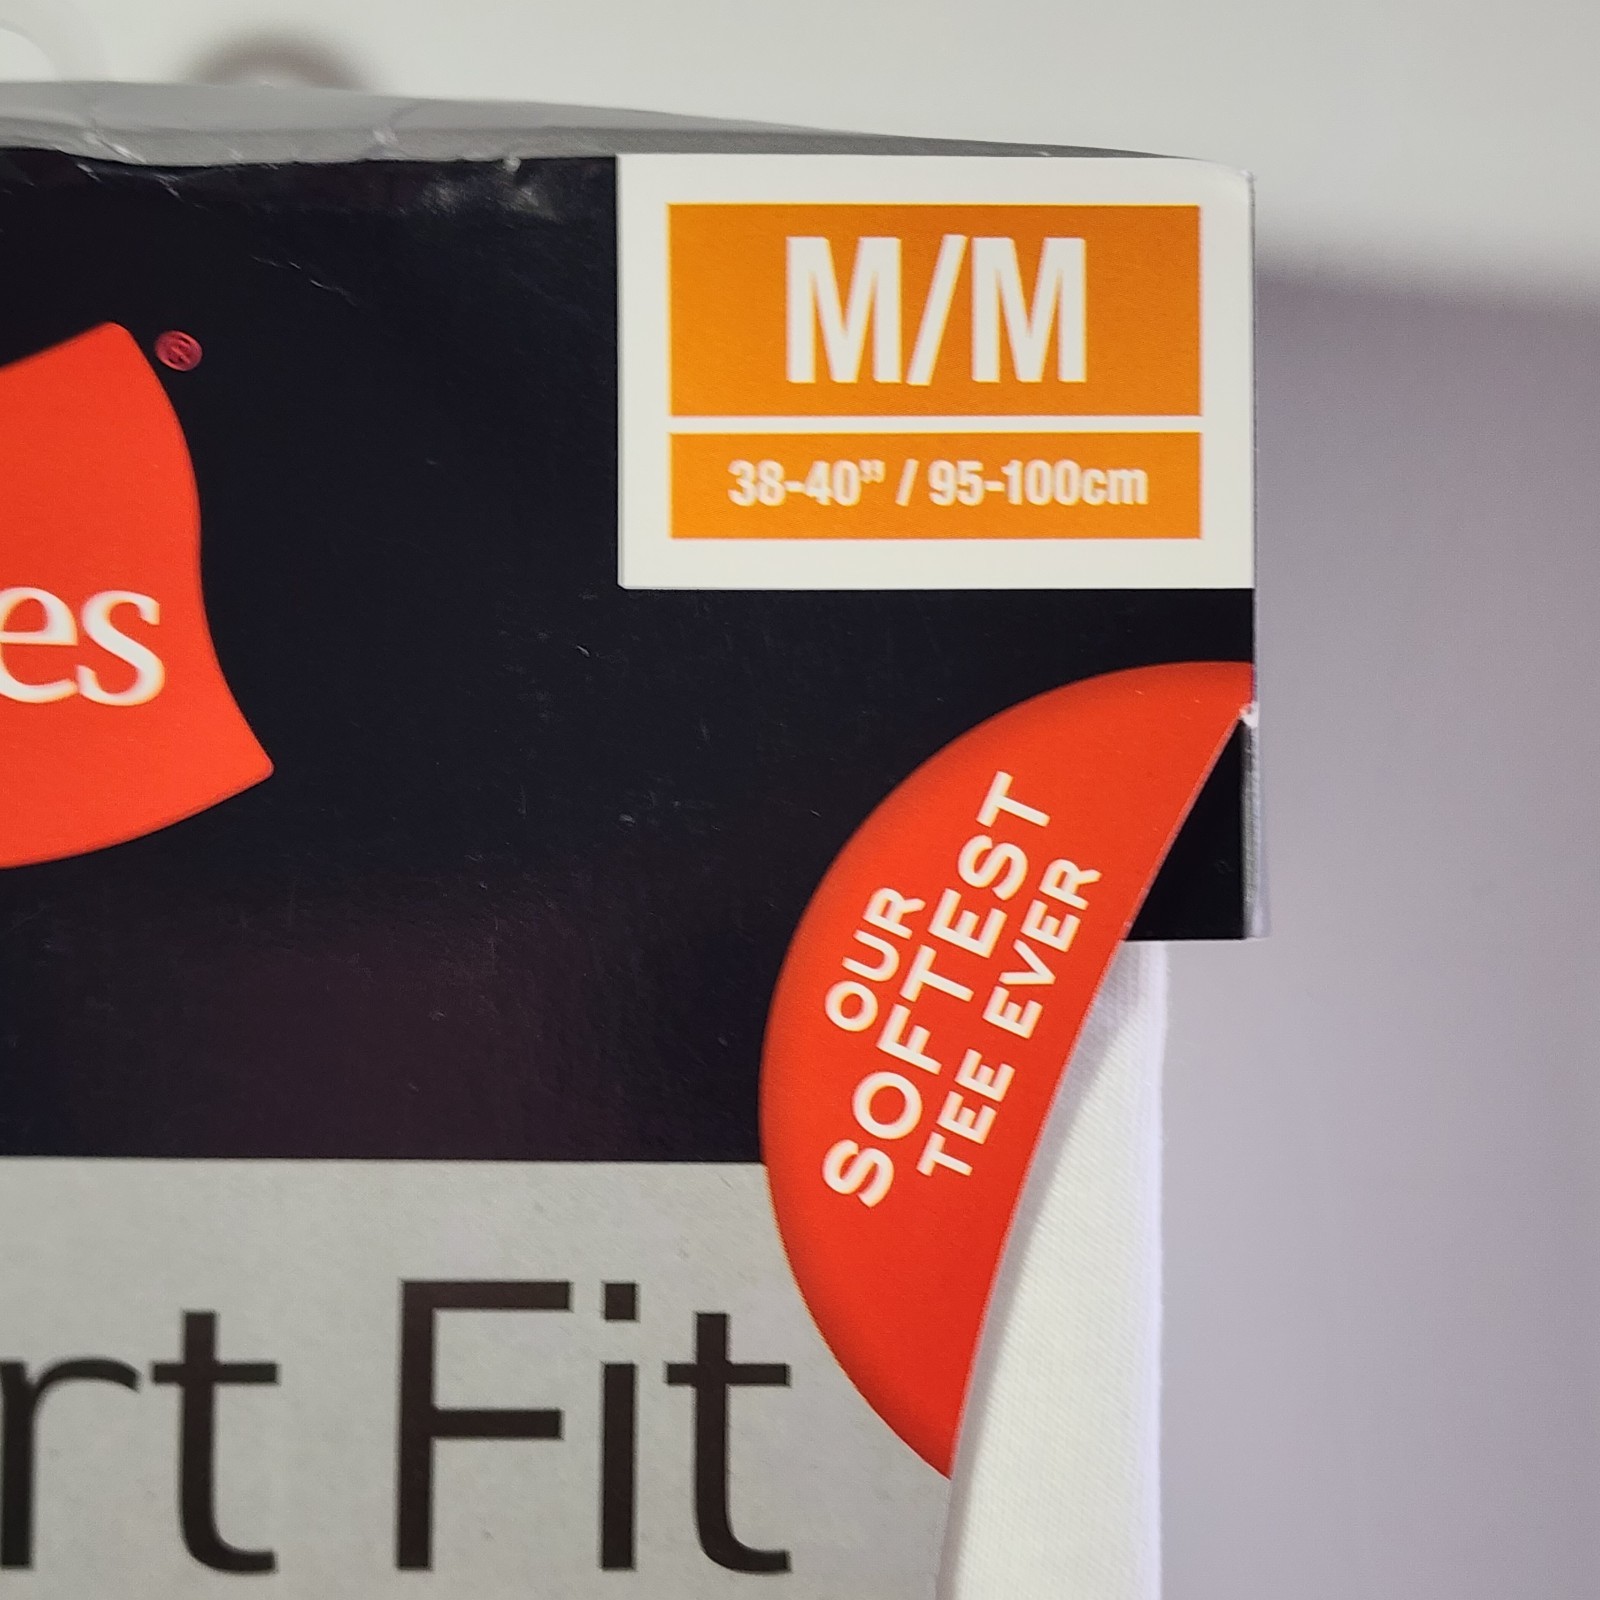 M/M
38-40” / 95-100cm
®
es
OUR
SOFTEST
TEE EVER
rt Fit